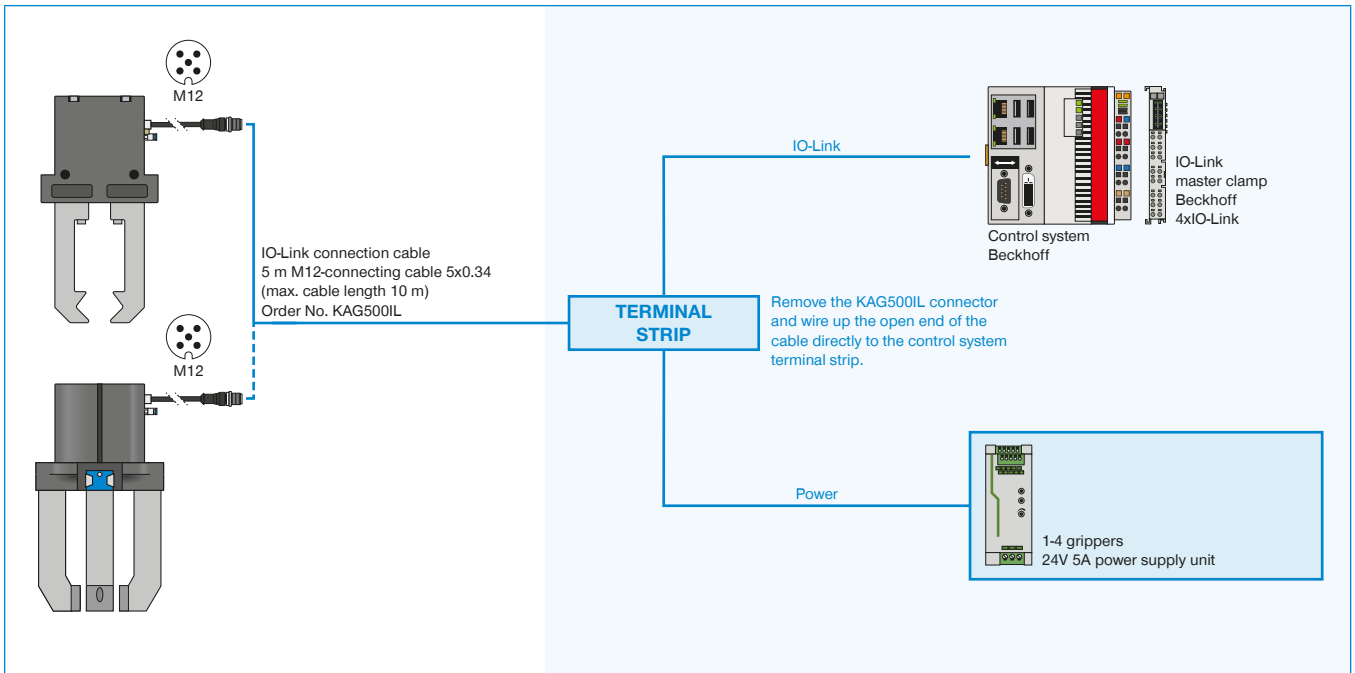 M12
IO-Link connection cable
5 m M12-connecting cable 5x0.34
(max. cable length 10 m)
Order No. KAG500IL
M12
IO-Link
TERMINAL
STRIP
Remove the KAG500IL connector
and wire up the open end of the
cable directly to the control system
terminal strip.
Control system
Beckhoff
IO-Link
master clamp
Beckhoff
4xIO-Link
Power
1-4 grippers
24V 5A power supply unit